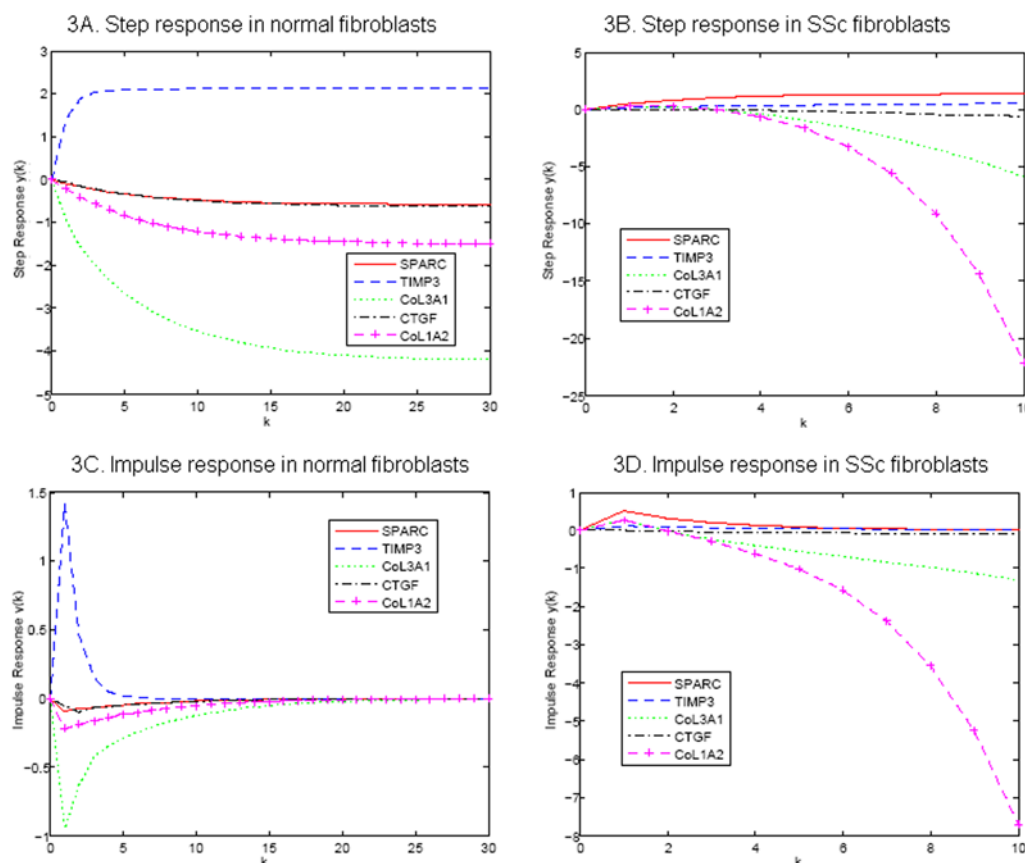 3A. Step response in normal fibroblasts
3
2
1
0
-1
-2
-3
-4
-5
0
5
10
15
20
25
30
Step Response y(k)
k
SPARC
TIMP3
CoL3A1
CTGF
CoL1A2
3B. Step response in SSc fibroblasts
5
0
-5
-10
-15
-20
-25
0
2
4
6
8
10
Step Response y(k)
k
SPARC
TIMP3
CoL3A1
CTGF
CoL1A2
3C. Impulse response in normal fibroblasts
1.5
1
0.5
0
-0.5
-1
0
5
10
15
20
25
30
Impulse Response y(k)
k
SPARC
TIMP3
CoL3A1
CTGF
CoL1A2
3D. Impulse response in SSc fibroblasts
1
0
-1
-2
-3
-4
-5
-6
-7
-8
0
2
4
6
8
10
Impulse Response y(k)
k
SPARC
TIMP3
CoL3A1
CTGF
CoL1A2